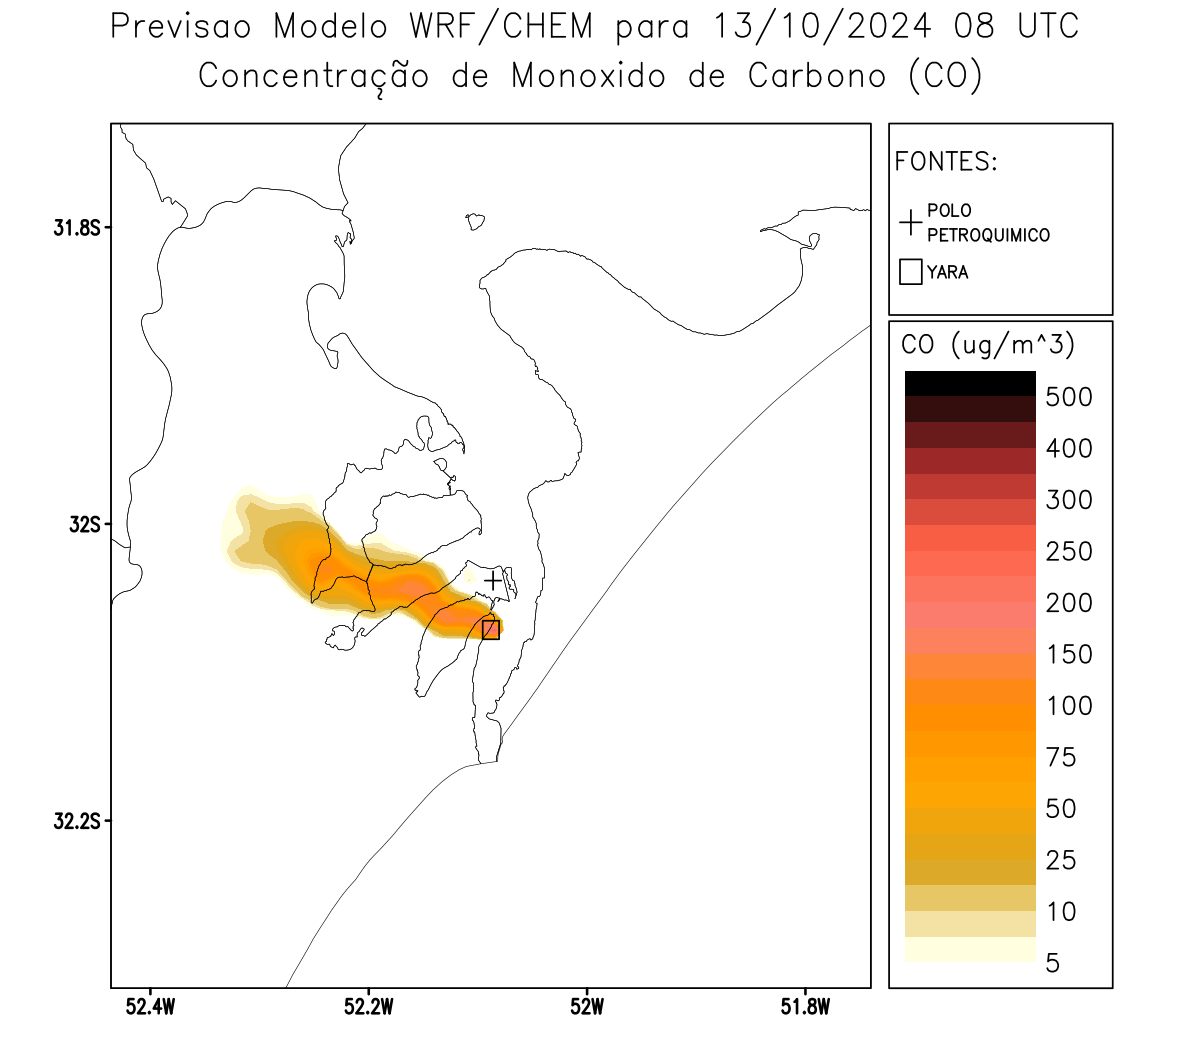 Previsao Modelo WRF/CHEM para 13/10/2024 08 UTC
Concentração de Monoxido de Carbono (CO)
FONTES:
POLO
PETROQUIMICO
YARA
CO (ug/m^3)
500
400
300
250
200
150
100
75
50
25
10
5
31.8S
32S
32.2S
52.4W
52.2W
52W
51.8W